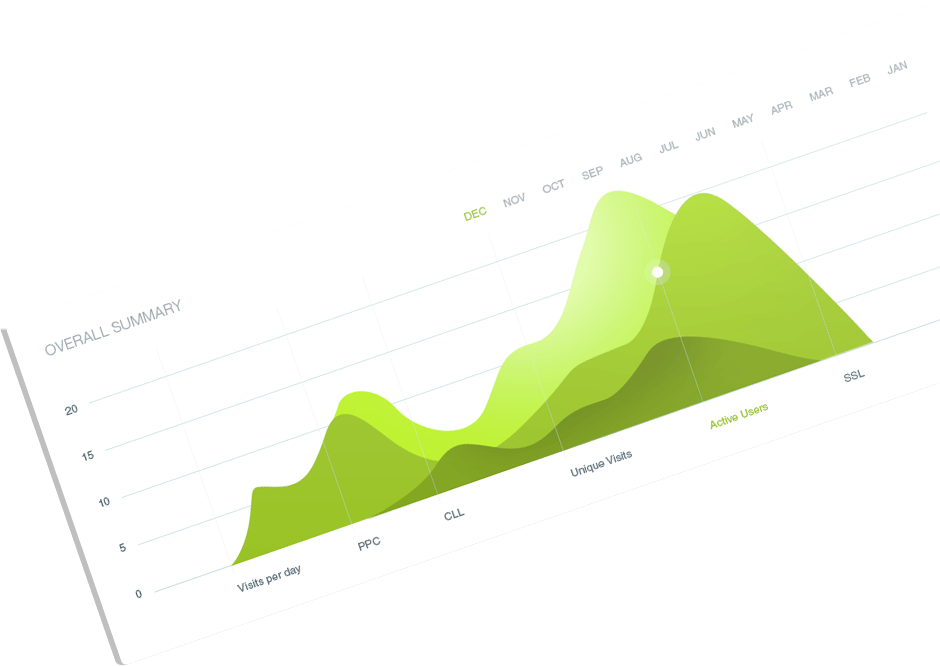 DEC NOV OCT SEP AUG JUL JUN MAY APR MAR FEB JAN
OVERALL SUMMARY
20
15
10
5
0
Visits per day PPC CLL Unique Visits Active Users SSL